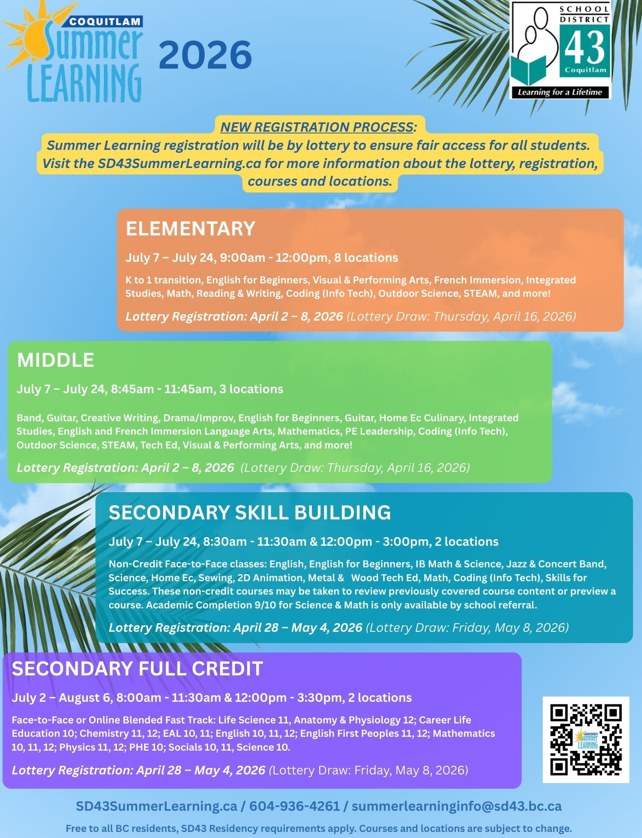 COQUITLAM
Summer
LEARNING
2026
SCHOOL
DISTRICT
43
Coquitlam
Learning for a Lifetime
NEW REGISTRATION PROCESS:
Summer Learning registration will be by lottery to ensure fair access for all students.
Visit the SD43SummerLearning.ca for more information about the lottery, registration,
courses and locations.
ELEMENTARY
July 7 – July 24, 9:00am - 12:00pm, 8 locations
K to 1 transition, English for Beginners, Visual & Performing Arts, French Immersion, Integrated
Studies, Math, Reading & Writing, Coding (Info Tech), Outdoor Science, STEAM, and more!
Lottery Registration: April 2 – 8, 2026 (Lottery Draw: Thursday, April 16, 2026)
MIDDLE
July 7 – July 24, 8:45am - 11:45am, 3 locations
Band, Guitar, Creative Writing, Drama/Improv, English for Beginners, Guitar, Home Ec Culinary, Integrated
Studies, English and French Immersion Language Arts, Mathematics, PE Leadership, Coding (Info Tech),
Outdoor Science, STEAM, Tech Ed, Visual & Performing Arts, and more!
Lottery Registration: April 2 – 8, 2026 (Lottery Draw: Thursday, April 16, 2026)
SECONDARY SKILL BUILDING
July 7 – July 24, 8:30am - 11:30am & 12:00pm - 3:00pm, 2 locations
Non-Credit Face-to-Face classes: English, English for Beginners, IB Math & Science, Jazz & Concert Band,
Science, Home Ec, Sewing, 2D Animation, Metal & Wood Tech Ed, Math, Coding (Info Tech), Skills for
Success. These non-credit courses may be taken to review previously covered course content or preview a
course. Academic Completion 9/10 for Science & Math is only available by school referral.
Lottery Registration: April 28 – May 4, 2026 (Lottery Draw: Friday, May 8, 2026)
SECONDARY FULL CREDIT
July 2 – August 6, 8:00am - 11:30am & 12:00pm - 3:30pm, 2 locations
Face-to-Face or Online Blended Fast Track: Life Science 11, Anatomy & Physiology 12; Career Life
Education 10; Chemistry 11, 12; EAL 10, 11; English 10, 11, 12; English First Peoples 11, 12; Mathematics
10, 11, 12; Physics 11, 12; PHE 10; Socials 10, 11, Science 10.
Lottery Registration: April 28 – May 4, 2026 (Lottery Draw: Friday, May 8, 2026)
SD43SummerLearning.ca / 604-936-4261 / summerlearninginfo@sd43.bc.ca
Free to all BC residents, SD43 Residency requirements apply. Courses and locations are subject to change.